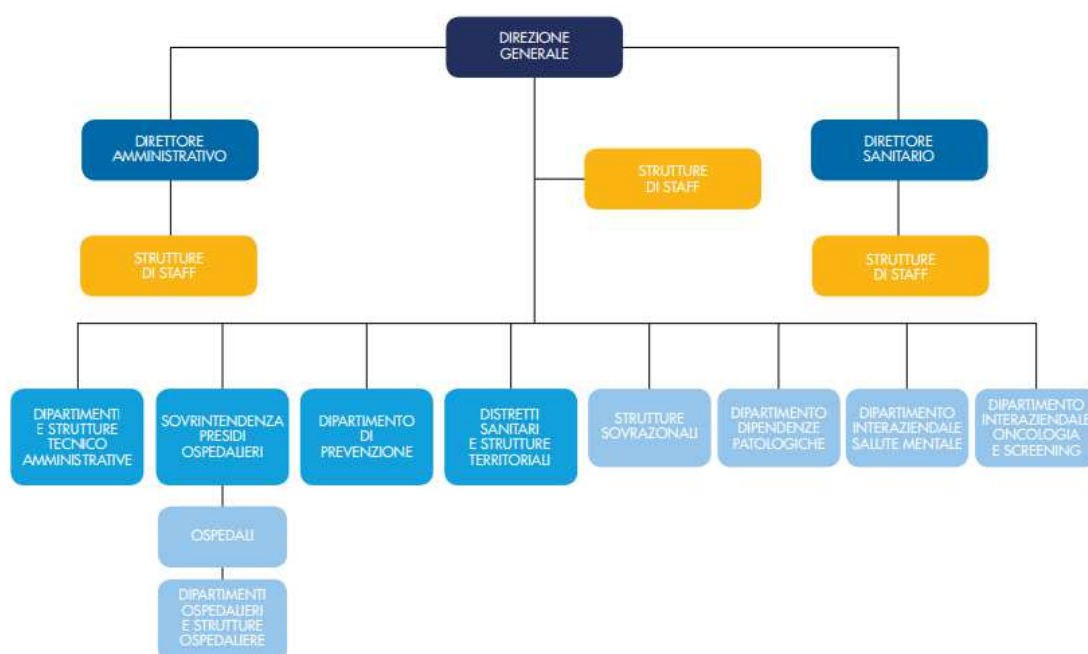 DIREZIONE
GENERALE
DIRETTORE
AMMINISTRATIVO
DIRETTORE
SANITARIO
STRUTTURE
DI STAFF
STRUTTURE
DI STAFF
STRUTTURE
DI STAFF
DIPARTIMENTI
E STRUTTURE
TECNICO
AMMINISTRATIVE
SOVRINTENDENZA
PRESIDI
OSPEDALIERI
DIPARTIMENTO
DI
PREVENZIONE
DISTRETTI
SANITARI
E STRUTTURE
TERRITORIALI
STRUTTURE
SOVRAZONALI
DIPARTIMENTO
DIPENDENZE
PATOLOGICHE
DIPARTIMENTO
INTERAZIENDALE
SALUTE MENTALE
DIPARTIMENTO
INTERAZIENDALE
ONCOLOGIA
E SCREENING
OSPEDALI
DIPARTIMENTI
OSPEDALIERI
E STRUTTURE
OSPEDALIERE